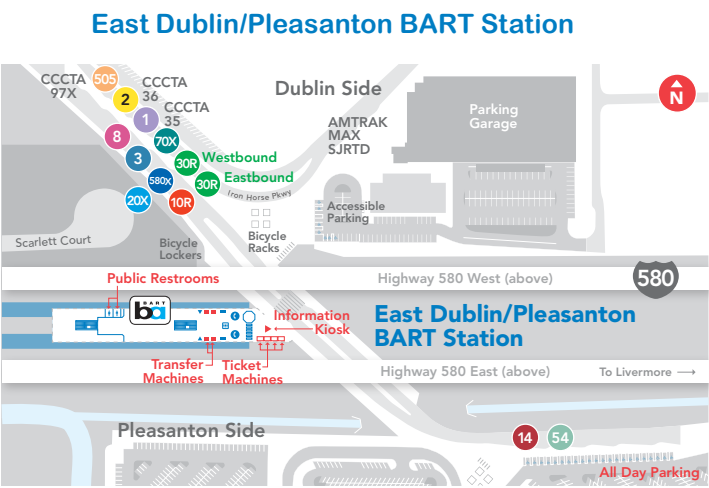 East Dublin/Pleasanton BART Station
CCCTA
97X
505
CCCTA
36
2
CCCTA
35
1
8
70X
3
30R
Westbound
580X
30R
Eastbound
20X
10R
Iron Horse Pkwy
Dublin Side
AMTRAK
MAX
SJRTD
Parking
Garage
N
Accessible
Parking
Scarlett Court
Bicycle
Lockers
Bicycle
Racks
Public Restrooms
Highway 580 West (above)
580
BART
ba
Information
Kiosk
East Dublin/Pleasanton
BART Station
Transfer
Machines
Ticket
Machines
Highway 580 East (above)
To Livermore
Pleasanton Side
14
54
All Day Parking